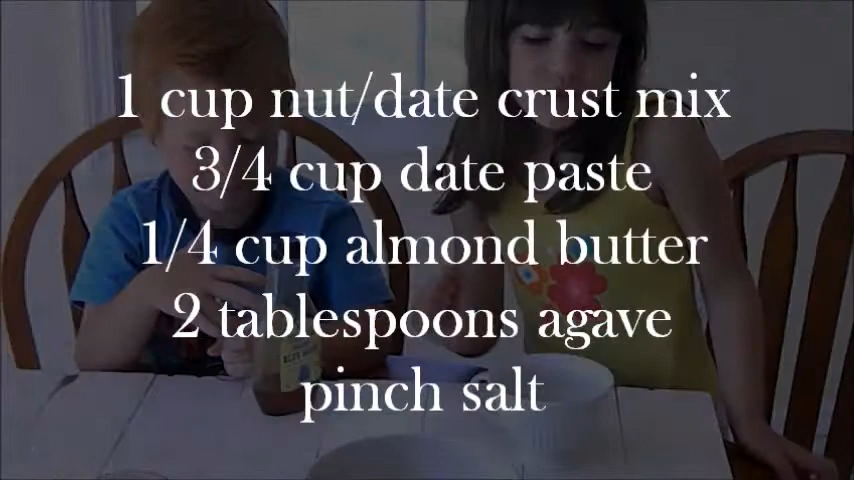 1 cup nut/date crust mix
3/4 cup date paste
1/4 cup almond butter
2 tablespoons agave
pinch salt